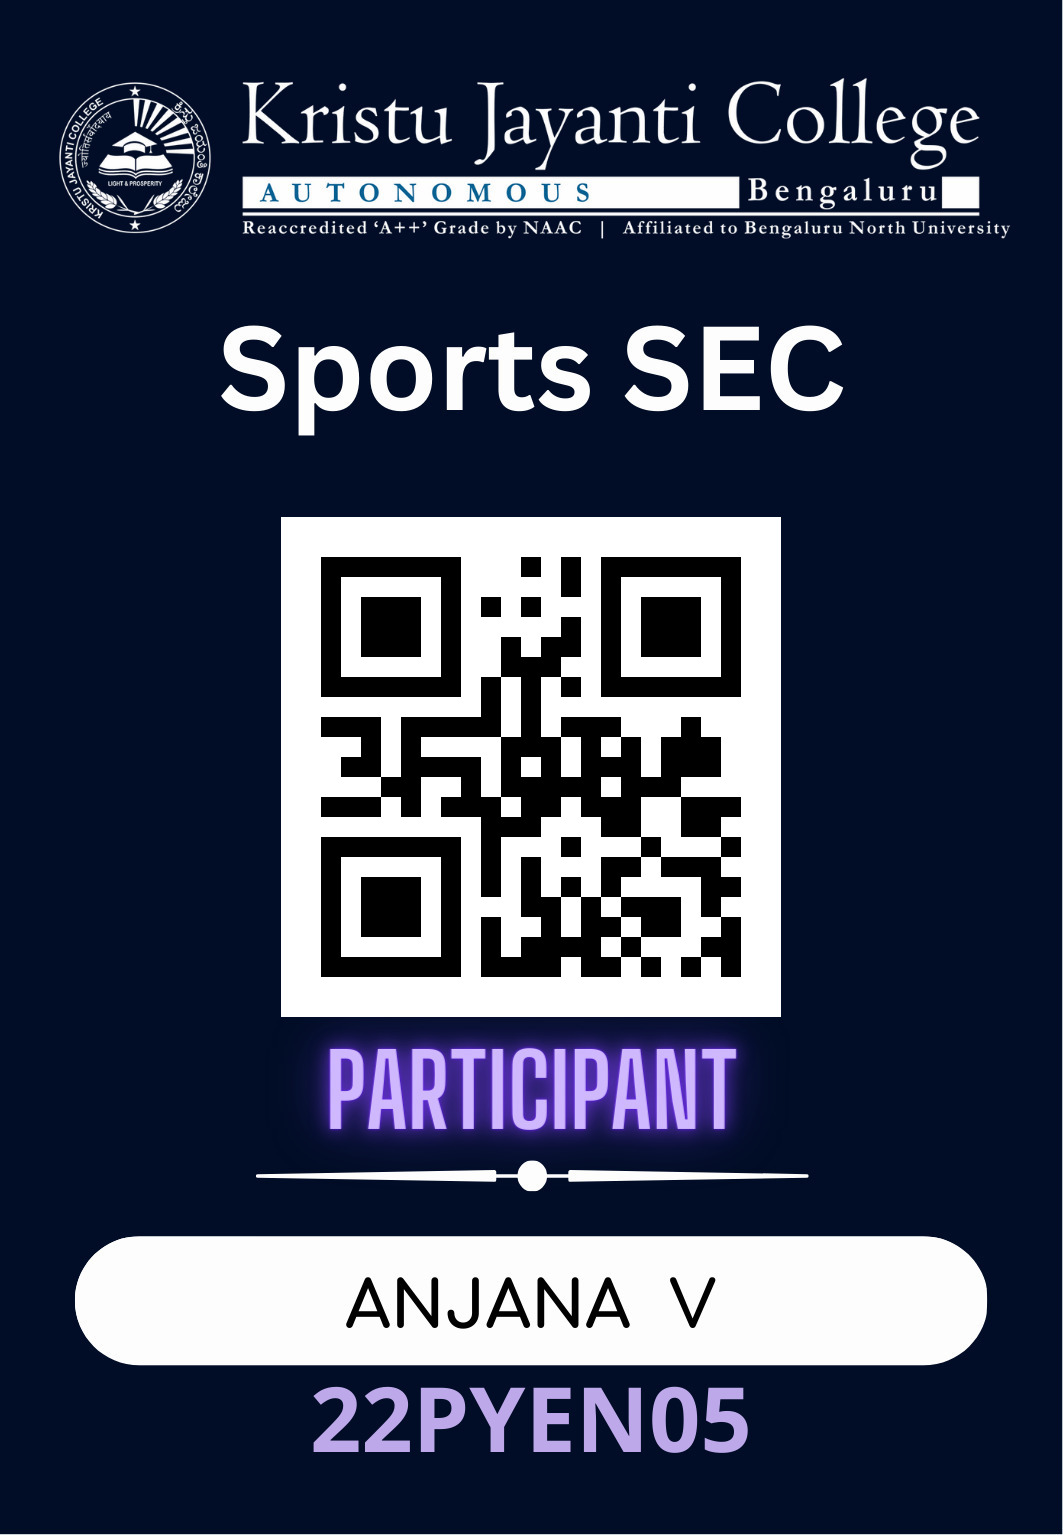 KRISTU JAYANTI COLLEGE
ज्योतिसंवादयाय
LIGHT & PROSPERITY
Kristu Jayanti College
AUTONOMOUS Bengaluru
Reaccredited ‘A++’ Grade by NAAC | Affiliated to Bengaluru North University
Sports SEC
PARTICIPANT
ANJANA V
22PYEN05